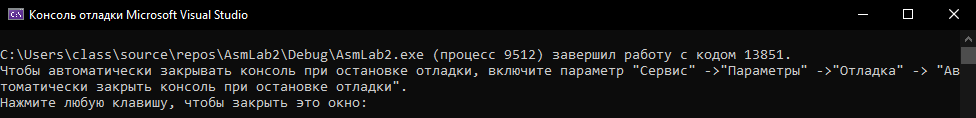 Консоль отладки Microsoft Visual Studio
C:\Users\class\source\repos\AsmLab2\Debug\AsmLab2.exe (процесс 9512) завершил работу с кодом 13851.
Чтобы автоматически закрывать консоль при остановке отладки, включите параметр "Сервис" ->"Параметры" ->"Отладка" -> "Ав
томатически закрыть консоль при остановке отладки".
Нажмите любую клавишу, чтобы закрыть это окно: